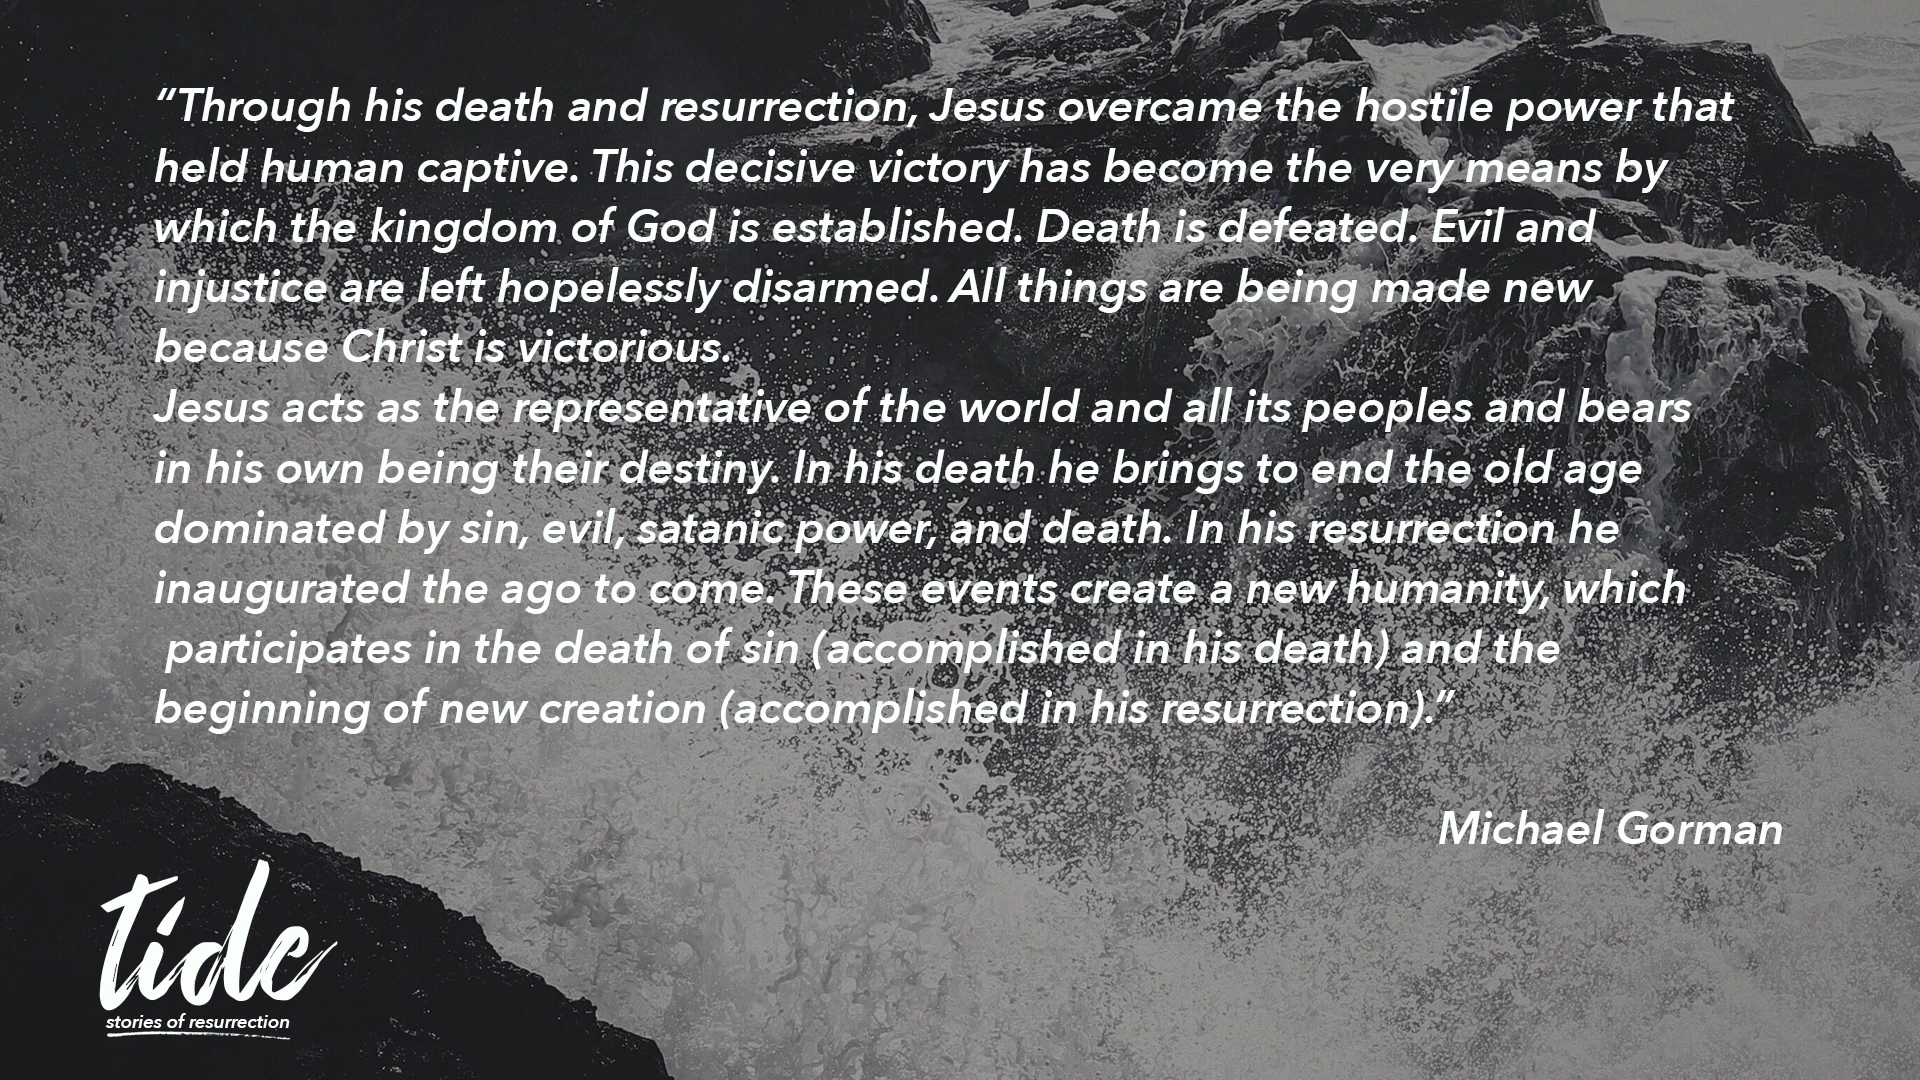 “Through his death and resurrection, Jesus overcame the hostile power that
held human captive. This decisive victory has become the very means by
which the kingdom of God is established. Death is defeated. Evil and
injustice are left hopelessly disarmed. All things are being made new
because Christ is victorious.
Jesus acts as the representative of the world and all its peoples and bears
in his own being their destiny. In his death he brings to end the old age
dominated by sin, evil, satanic power, and death. In his resurrection he
inaugurated the ago to come. These events create a new humanity, which
participates in the death of sin (accomplished in his death) and the
beginning of new creation (accomplished in his resurrection).”
Michael Gorman
tide
stories of resurrection